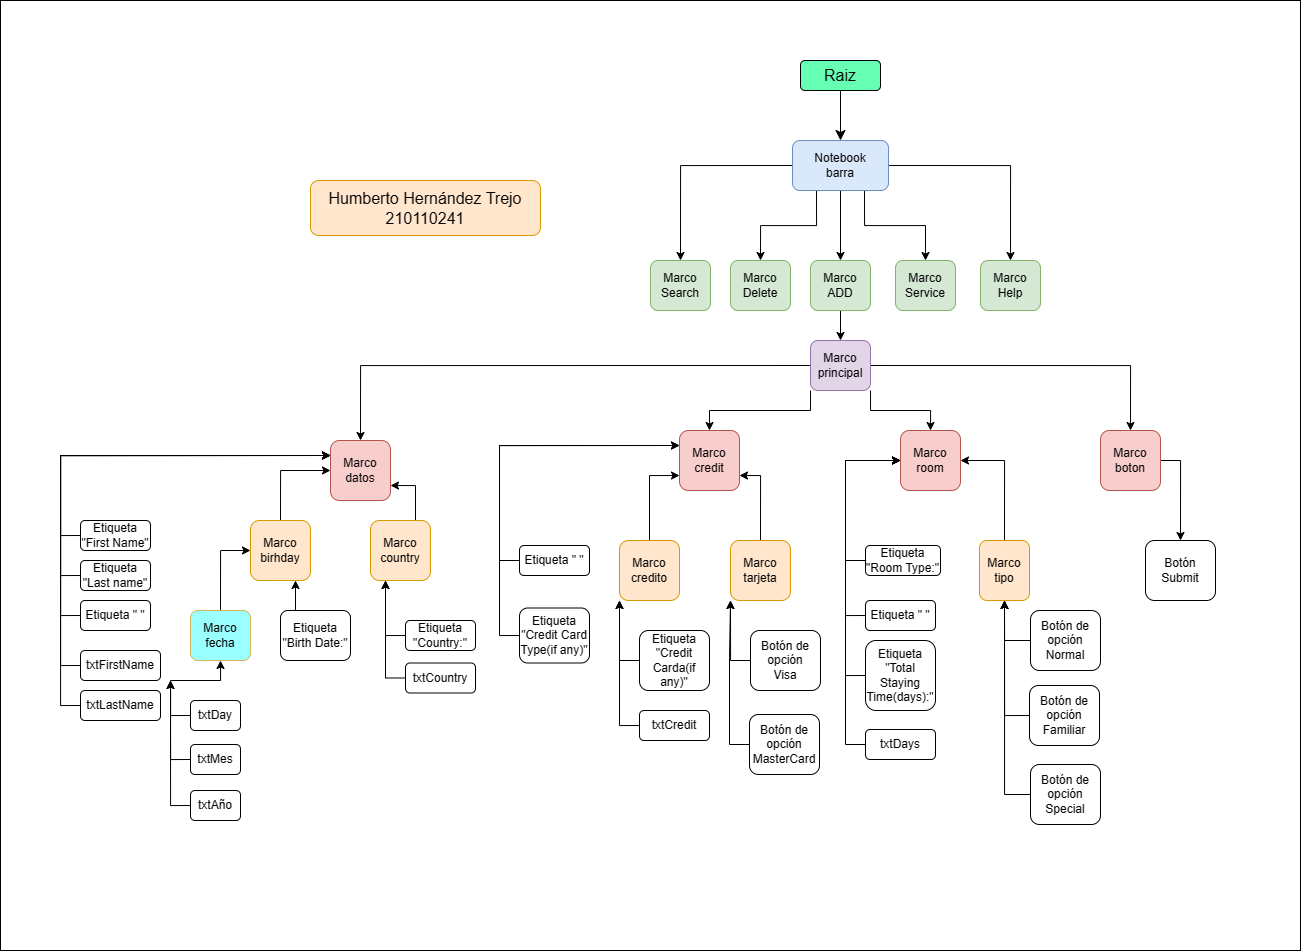 Raiz
Notebook
barra
Humberto Hernández Trejo
210110241
Marco
Search
Marco
Delete
Marco
ADD
Marco
Service
Marco
Help
Marco
principal
Marco
datos
Marco
credit
Marco
room
Marco
boton
Etiqueta
"First Name"
Etiqueta
"Last name"
Etiqueta " "
txtFirstName
txtLastName
Marco
birhday
Marco
country
Marco
fecha
Etiqueta
"Birth Date:"
Etiqueta
"Country:"
txtCountry
txtDay
txtMes
txtAño
Etiqueta " "
Etiqueta
"Credit Card
Type(if any)"
Marco
credito
Marco
tarjeta
Etiqueta
"Credit
Carda(if
any)"
txtCredit
Botón de
opción
Visa
Botón de
opción
MasterCard
Etiqueta
"Room Type:"
Etiqueta " "
Etiqueta
"Total
Staying
Time(days):"
txtDays
Marco
tipo
Botón de
opción
Normal
Botón de
opción
Familiar
Botón de
opción
Special
Botón
Submit